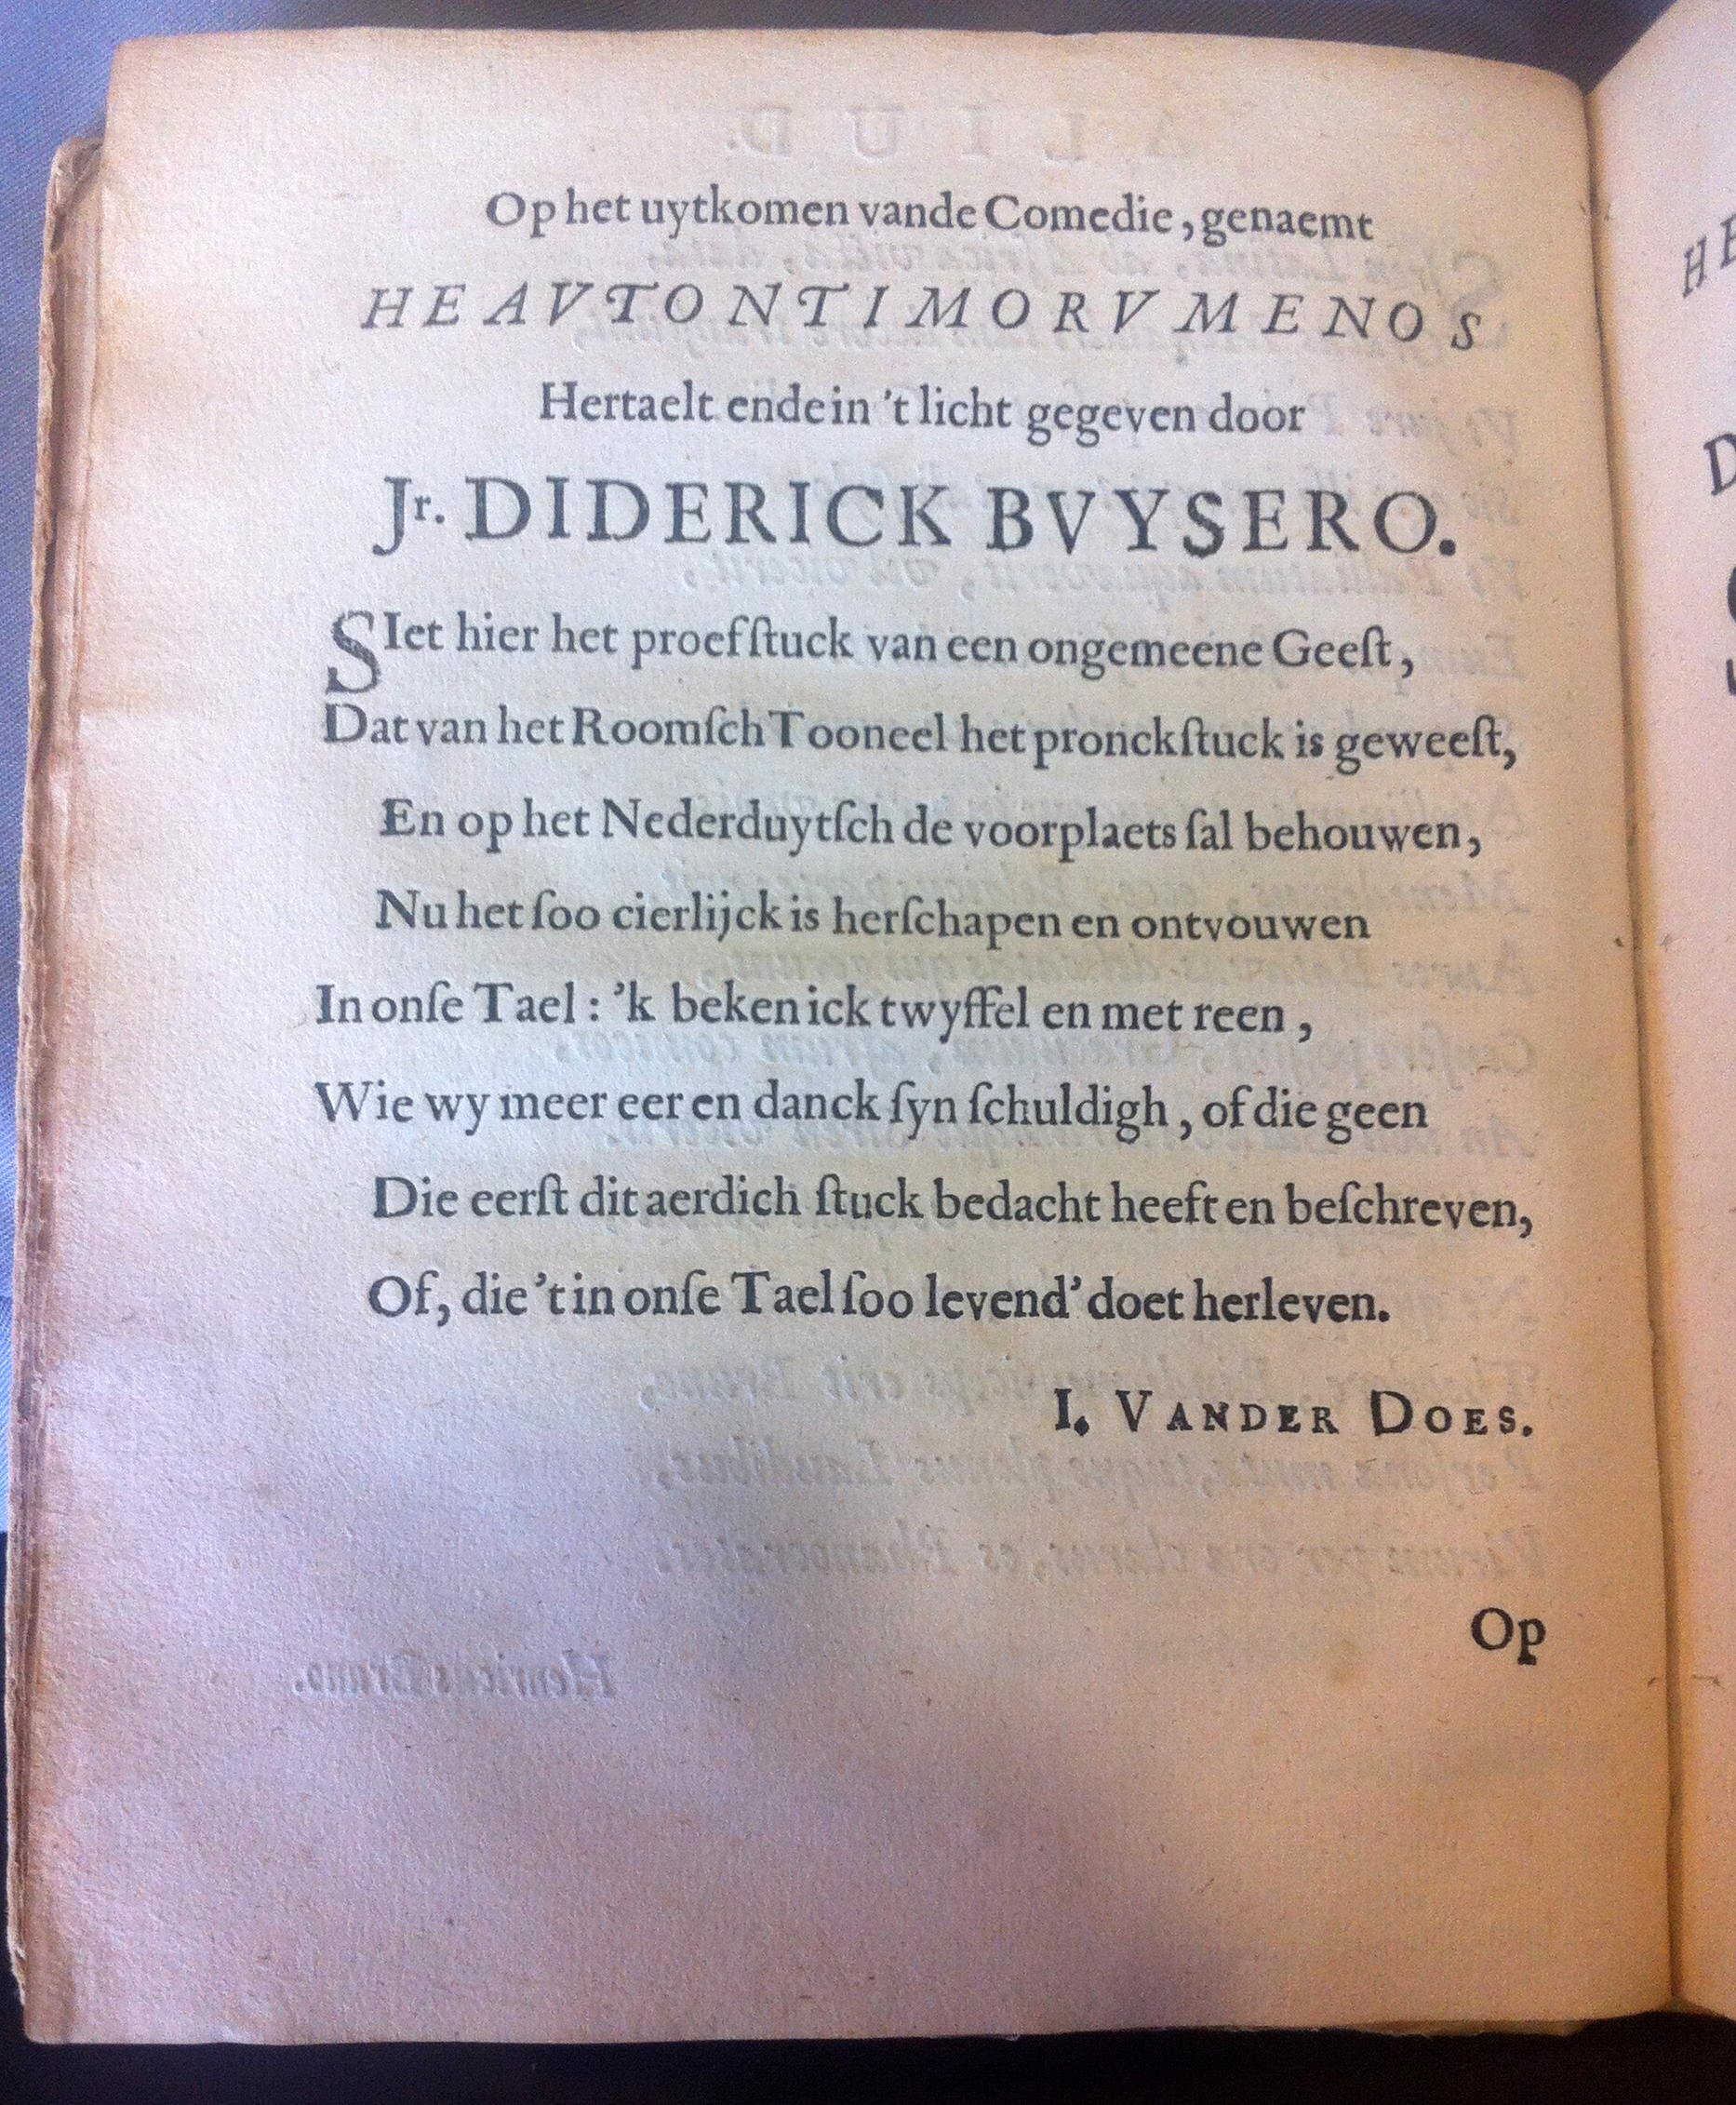 Op het uytkomen vande Comedie, genaemt
HEAVTONTIMORVMENOS
Hertaelt ende in 't licht gegeven door
Jr. DIDERICK BVYSERO.
SIet hier het proefſtuck van een ongemeene Geeſt,
Dat van het Roomſch Tooneel het pronckſtuck is geweeſt,
En op het Nederduytſch de voorplaets ſal behouwen,
Nu het ſoo cierlijck is herſchapen en ontvouwen
In onſe Tael: 'k beken ick twyffel en met reen,
Wie wy meer eer en danck ſyn ſchuldigh, of die geen
Die eerſt dit aerdich ſtuck bedacht heeft en beſchreven,
Of, die 't in onſe Tael ſoo levend' doet herleven.
I. VANDER DOES.
Op